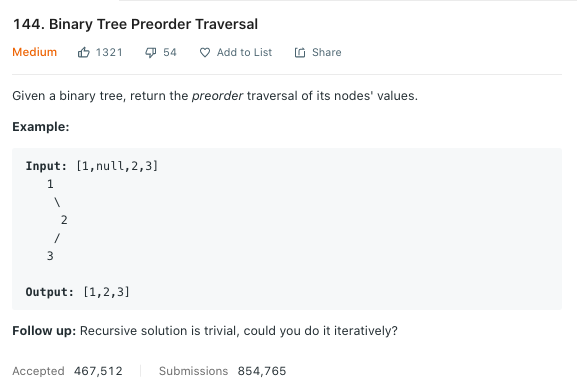 144. Binary Tree Preorder Traversal
Medium 1321 54 Add to List Share
Given a binary tree, return the preorder traversal of its nodes' values.
Example:
Input: [1,null,2,3]
1
\
2
/
3
Output: [1,2,3]
Follow up: Recursive solution is trivial, could you do it iteratively?
Accepted 467,512 Submissions 854,765